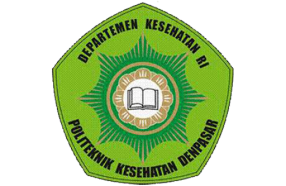 DEPARTEMEN KESEHATAN RI
POLITEKNIK KESEHATAN DENPASAR